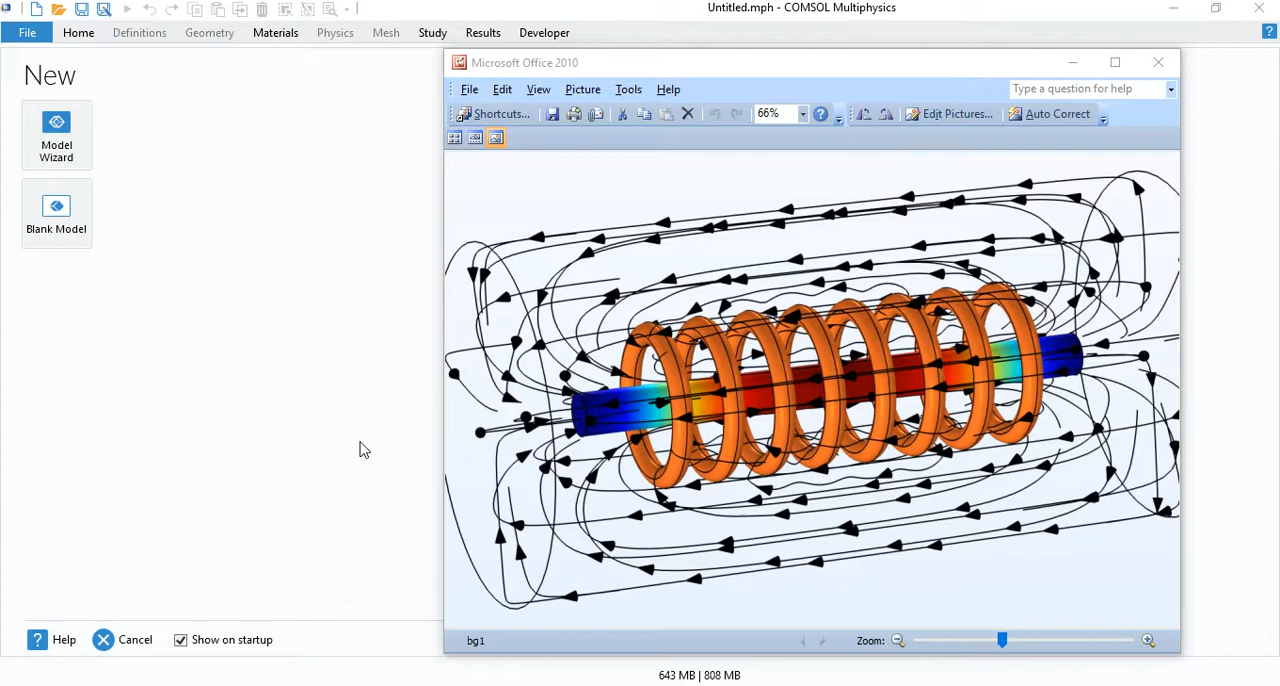 Untitled.mph - COMSOL Multiphysics
File Home Definitions Geometry Materials Physics Mesh Study Results Developer
New
Model
Wizard
Blank Model
Microsoft Office 2010
File Edit View Picture Tools Help
Type a question for help
Shortcuts... 66% Edit Pictures... Auto Correct
bg1
Zoom:
Help Cancel Show on startup
643 MB | 808 MB